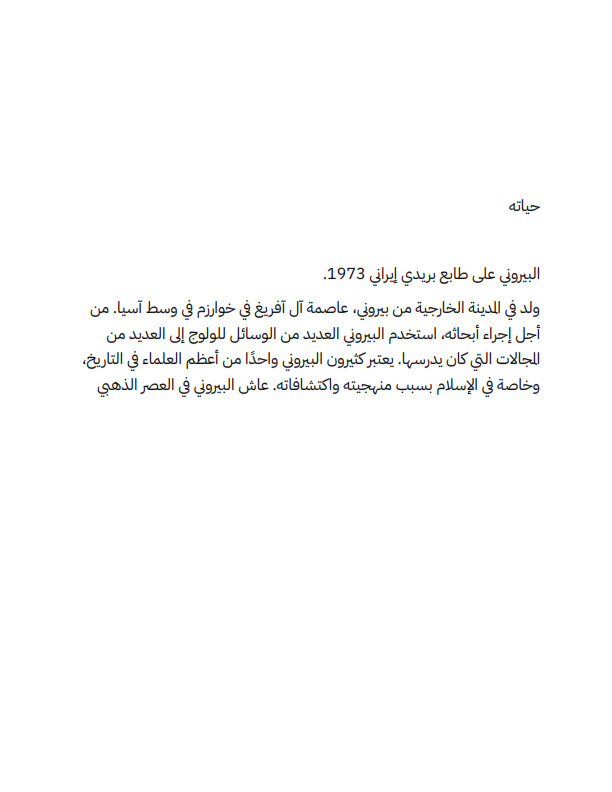 حياته
البيروني على طابع بريدي إيراني 1973.
ولد في المدينة الخارجية من بيروني، عاصمة آل آفريغ في خوارزم في وسط آسيا. من
أجل إجراء أبحاثه، استخدم البيروني العديد من الوسائل للولوج إلى العديد من
المجالات التي كان يدرسها. يعتبر كثيرون البيروني واحدًا من أعظم العلماء في التاريخ،
وخاصة في الإسلام بسبب منهجيته واكتشافاته. عاش البيروني في العصر الذهبي